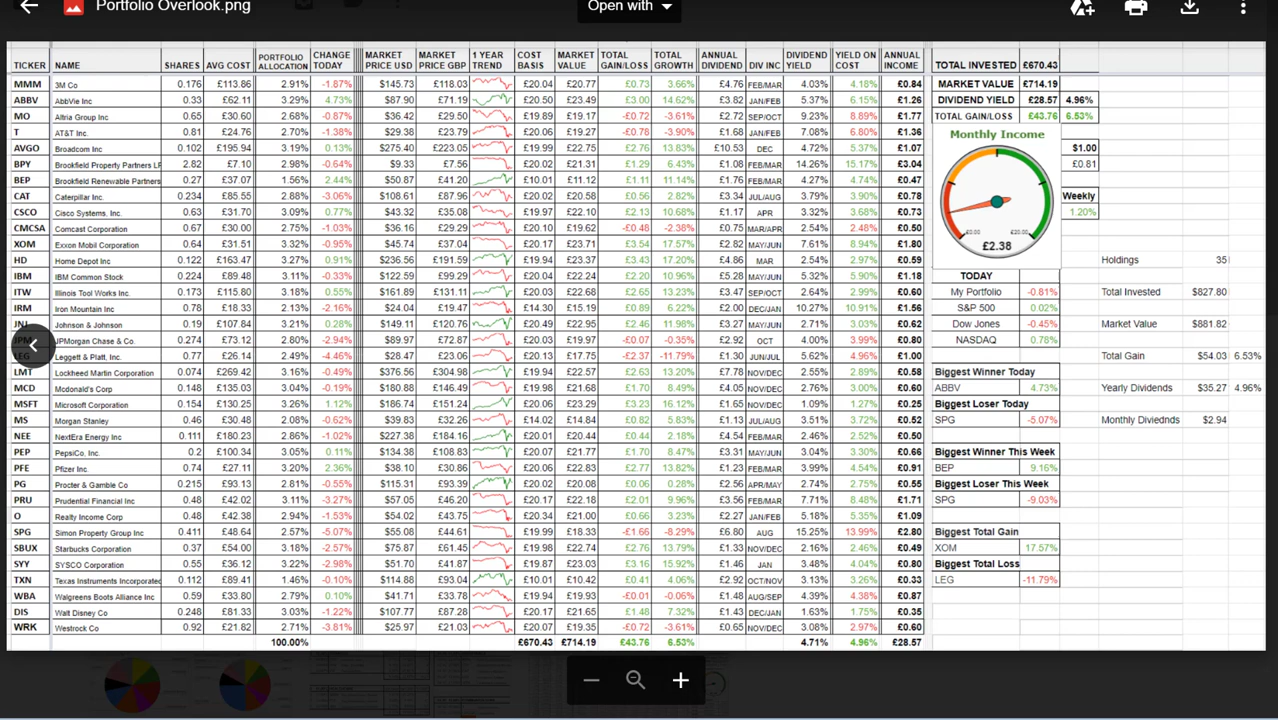 Portfolio Overlook.png
Open with
TICKER NAME SHARES AVG COST PORTFOLIO ALLOCATION CHANGE TODAY MARKET PRICE USD MARKET PRICE GBP 1 YEAR TREND COST BASIS MARKET VALUE TOTAL GAIN/LOSS TOTAL GROWTH ANNUAL DIVIDEND DIV INC DIVIDEND YIELD YIELD ON COST ANNUAL INCOME TOTAL INVESTED £670.43
MMM 3M Co 0.176 £113.86 2.91% -1.87% $145.73 £118.03 £20.04 £20.77 £0.73 3.66% £4.76 FEB/MAR 4.03% 4.18% £0.84 MARKET VALUE £714.19
ABBV AbbVie Inc 0.33 £62.11 3.29% 4.73% $87.90 £71.19 £20.50 £23.49 £3.00 14.62% £3.82 JAN/FEB 5.37% 6.15% £1.26 DIVIDEND YIELD £28.57 4.96%
MO Altria Group Inc 0.65 £30.60 2.68% -0.87% $36.42 £29.50 £19.89 £19.17 £-0.72 -3.61% £2.72 SEP/OCT 9.23% 8.89% £1.77 TOTAL GAIN/LOSS £43.76 6.53%
T AT&T Inc. 0.81 £24.76 2.70% -1.38% $29.38 £23.79 £20.06 £19.27 £-0.78 -3.90% £1.68 JAN/FEB 7.08% 6.80% £1.36 Monthly Income
AVGO Broadcom Inc 0.102 £195.94 3.19% 0.13% $275.40 £223.05 £19.99 £22.75 £2.76 13.83% £10.53 DEC 4.72% 5.37% £1.07 $1.00
BPY Brookfield Property Partners LP 2.82 £7.10 2.98% -0.64% $9.33 £7.56 £20.02 £21.31 £1.29 6.43% £1.08 MAR/JUN 14.26% 15.17% £3.04 £0.81
BEP Brookfield Renewable Partners 0.27 £37.07 1.56% 2.44% $50.87 £41.20 £10.01 £11.12 £1.11 11.14% £1.76 FEB/MAR 4.27% 4.74% £0.47
CAT Caterpillar Inc. 0.234 £85.55 2.88% -3.06% $108.61 £87.96 £20.02 £20.58 £0.56 2.82% £3.34 JUL/AUG 3.79% 3.90% £0.78 Weekly
CSCO Cisco Systems, Inc. 0.63 £31.70 3.09% 0.77% $43.32 £35.08 £19.97 £22.10 £2.13 10.68% £1.17 APR 3.32% 3.68% £0.73 1.20%
CMCSA Comcast Corporation 0.67 £30.00 2.75% -1.03% $36.16 £29.29 £20.10 £19.62 £-0.48 -2.38% £0.75 MAR/APR 2.54% 2.48% £0.50 £0.00 £20.00
XOM Exxon Mobil Corporation 0.64 £31.51 3.32% -0.95% $45.74 £37.04 £20.17 £23.71 £3.43 17.57% £2.82 MAY/JUN 7.61% 8.94% £1.80 £2.38
HD Home Depot Inc 0.122 £163.47 3.27% 0.91% $236.56 £191.59 £19.94 £23.37 £3.43 17.20% £4.86 MAR 2.54% 2.97% £0.59 Holdings 35
IBM IBM Common Stock 0.224 £89.48 3.11% -0.33% $122.59 £99.29 £20.04 £22.24 £2.20 10.96% £5.28 MAY/JUN 5.32% 5.90% £1.18 TODAY
ITW Illinois Tool Works Inc. 0.173 £115.80 3.18% 0.55% $161.89 £131.11 £20.03 £22.68 £2.65 13.23% £3.47 SEP/OCT 2.64% 2.99% £0.60 My Portfolio -0.81% Total Invested $827.80
IRM Iron Mountain Inc 0.78 £18.33 2.13% -2.16% $24.04 £19.47 £14.30 £15.19 £0.89 6.22% £2.00 DEC/JAN 10.27% 10.91% £1.56 S&P 500 0.02%
JNJ Johnson & Johnson 0.19 £107.84 3.21% 0.28% $149.11 £120.76 £20.49 £22.95 £2.46 11.98% £3.27 MAY/JUN 2.71% 3.03% £0.62 Dow Jones -0.45% Market Value $881.82
JPM JPMorgan Chase & Co. 0.274 £73.12 2.80% -2.94% $89.97 £72.87 £20.03 £19.97 £-0.07 -0.35% £2.92 OCT 4.00% 3.99% £0.80 NASDAQ 0.78%
LEG Leggett & Platt, Inc. 0.77 £26.14 2.49% -4.46% $28.47 £23.06 £20.13 £17.75 £-2.37 -11.79% £1.30 JUN/JUL 5.62% 4.96% £1.00 Total Gain $54.03 6.53%
LMT Lockheed Martin Corporation 0.074 £269.42 3.16% -0.49% $376.56 £304.98 £19.94 £22.57 £2.63 13.20% £7.78 NOV/DEC 2.55% 2.89% £0.58 Biggest Winner Today
MCD Mcdonald's Corp 0.148 £135.03 3.04% -0.19% $180.88 £146.49 £19.98 £21.68 £1.70 8.49% £4.05 NOV/DEC 2.76% 3.00% £0.60 ABBV 4.73% Yearly Dividends $35.27 4.96%
MSFT Microsoft Corporation 0.154 £130.25 3.26% 1.12% $186.74 £151.24 £20.06 £23.29 £3.23 16.12% £1.65 NOV/DEC 1.09% 1.27% £0.25 Biggest Loser Today
MS Morgan Stanley 0.46 £30.48 2.08% -0.62% $39.83 £32.26 £14.02 £14.84 £0.82 5.83% £1.13 JUL/AUG 3.51% 3.72% £0.52 SPG -5.07% Monthly Diviednds $2.94
NEE NextEra Energy Inc 0.111 £180.23 2.86% -1.02% $227.38 £184.16 £20.01 £20.44 £0.44 2.18% £4.54 FEB/MAR 2.46% 2.52% £0.50
PEP PepsiCo, Inc. 0.2 £100.34 3.05% 0.11% $134.38 £108.83 £20.07 £21.77 £1.70 8.47% £3.31 MAY/JUN 3.04% 3.30% £0.66 Biggest Winner This Week
PFE Pfizer Inc. 0.74 £27.11 3.20% 2.36% $38.10 £30.86 £20.06 £22.83 £2.77 13.82% £1.23 FEB/MAR 3.99% 4.54% £0.91 BEP 9.16%
PG Procter & Gamble Co 0.215 £93.13 2.81% -0.55% $115.31 £93.39 £20.02 £20.08 £0.06 0.28% £2.56 APR/MAY 2.74% 2.75% £0.55 Biggest Loser This Week
PRU Prudential Financial Inc 0.48 £42.02 3.11% -3.27% $57.05 £46.20 £20.17 £22.18 £2.01 9.96% £3.56 FEB/MAR 7.71% 8.48% £1.71 SPG -9.03%
O Realty Income Corp 0.48 £42.38 2.94% -1.53% $54.02 £43.75 £20.34 £21.00 £0.66 3.23% £2.27 JAN/FEB 5.18% 5.35% £1.09
SPG Simon Property Group Inc 0.411 £48.64 2.57% -5.07% $55.08 £44.61 £19.99 £18.33 £-1.66 -8.29% £6.80 AUG 15.25% 13.99% £2.80 Biggest Total Gain
SBUX Starbucks Corporation 0.37 £54.00 3.18% -2.57% $75.87 £61.45 £19.98 £22.74 £2.76 13.79% £1.33 NOV/DEC 2.16% 2.46% £0.49 XOM 17.57%
SYY SYSCO Corporation 0.55 £36.12 3.22% -2.98% $51.70 £41.87 £19.87 £23.03 £3.16 15.92% £1.46 JAN 3.48% 4.04% £0.80 Biggest Total Loss
TXN Texas Instruments Incorporated 0.112 £89.41 1.46% -0.10% $114.88 £93.04 £10.01 £10.42 £0.41 4.06% £2.92 OCT/NOV 3.13% 3.26% £0.33 LEG -11.79%
WBA Walgreens Boots Alliance Inc 0.59 £33.80 2.79% 0.10% $41.71 £33.78 £19.94 £19.93 £-0.01 -0.06% £1.48 AUG/SEP 4.39% 4.38% £0.87
DIS Walt Disney Co 0.248 £81.33 3.03% -1.22% $107.77 £87.28 £20.17 £21.65 £1.48 7.32% £1.43 DEC/JAN 1.63% 1.75% £0.35
WRK Westrock Co 0.92 £21.82 2.71% -3.81% $25.97 £21.03 £20.07 £19.35 £-0.72 -3.61% £0.65 NOV/DEC 3.08% 2.97% £0.60
100.00% £670.43 £714.19 £43.76 6.53% 4.71% 4.96% £28.57